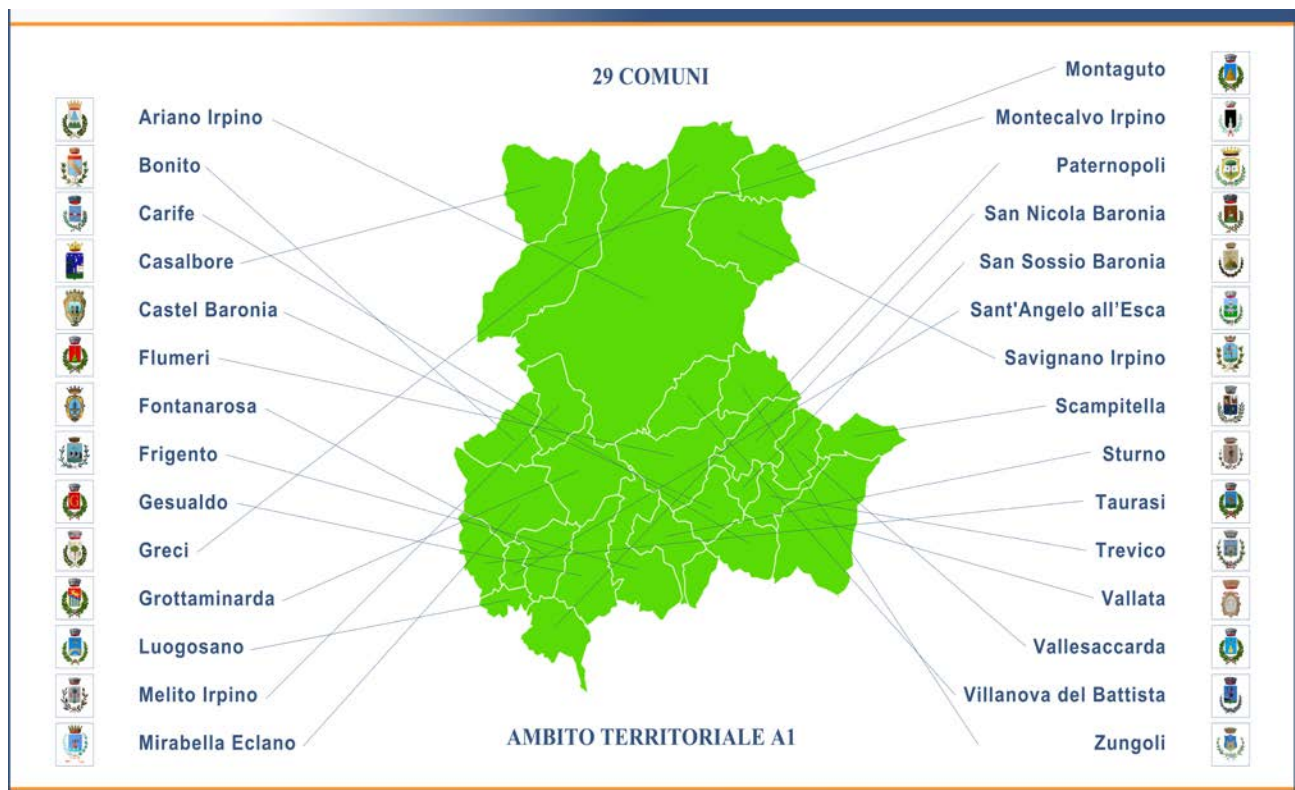 29 COMUNI
Ariano Irpino
Bonito
Carife
Casalbore
Castel Baronia
Flumeri
Fontanarosa
Frigento
Gesualdo
Greci
Grottaminarda
Luogosano
Melito Irpino
Mirabella Eclano
Montaguto
Montecalvo Irpino
Paternopoli
San Nicola Baronia
San Sossio Baronia
Sant'Angelo all’Esca
Savignano Irpino
Scampitella
Sturno
Taurasi
Trevico
Vallata
Vallesaccarda
Villanova del Battista
Zungoli
AMBITO TERRITORIALE A1